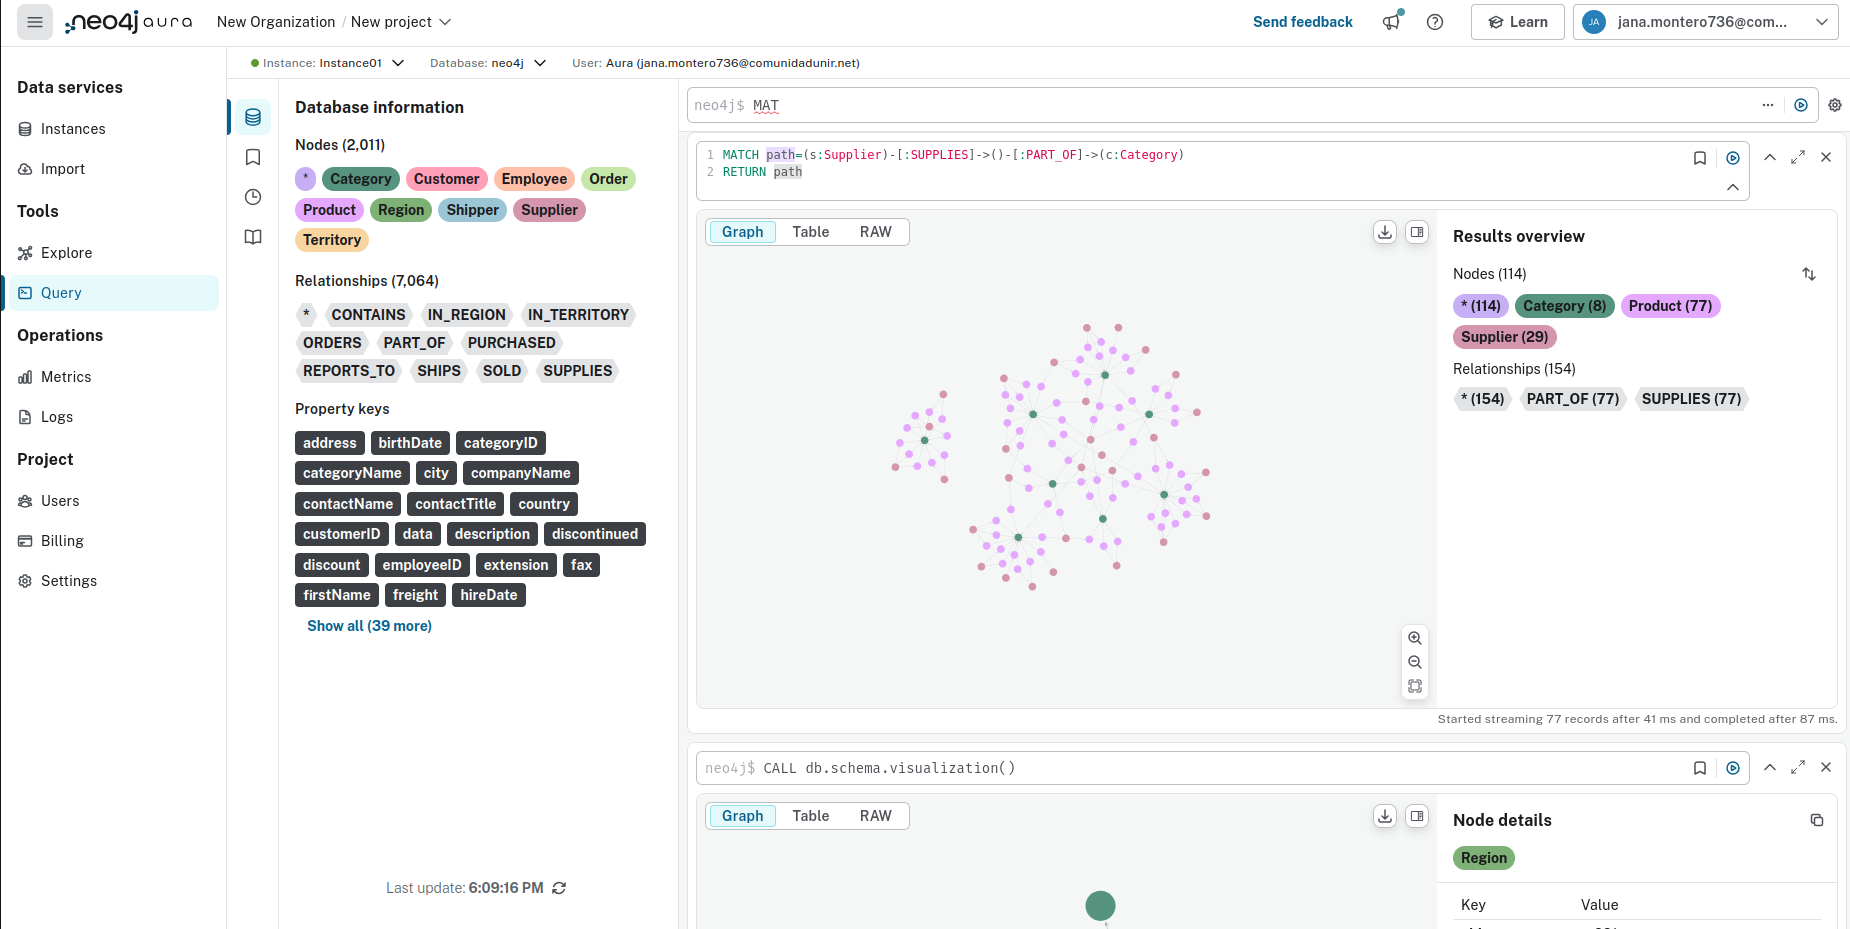 neo4j aura New Organization / New project Send feedback Learn JA jana.montero736@com...
Instance: Instance01 Database: neo4j User: Aura (jana.montero736@comunidadunir.net)
Data services
Instances
Import
Tools
Explore
Query
Operations
Metrics
Logs
Project
Users
Billing
Settings
Database information
Nodes (2,011)
* Category Customer Employee Order
Product Region Shipper Supplier
Territory
Relationships (7,064)
* CONTAINS IN_REGION IN_TERRITORY
ORDERS PART_OF PURCHASED
REPORTS_TO SHIPS SOLD SUPPLIES
Property keys
address birthDate categoryID
categoryName city companyName
contactName contactTitle country
customerID data description discontinued
discount employeeID extension fax
firstName freight hireDate
Show all (39 more)
Last update: 6:09:16 PM
neo4j$ MAT
1 MATCH path=(s:Supplier)-[:SUPPLIES]->()-[:PART_OF]->(c:Category)
2 RETURN path
Graph Table RAW
Results overview
Nodes (114)
* (114) Category (8) Product (77)
Supplier (29)
Relationships (154)
* (154) PART_OF (77) SUPPLIES (77)
Started streaming 77 records after 41 ms and completed after 87 ms.
neo4j$ CALL db.schema.visualization()
Graph Table RAW
Node details
Region
Key Value